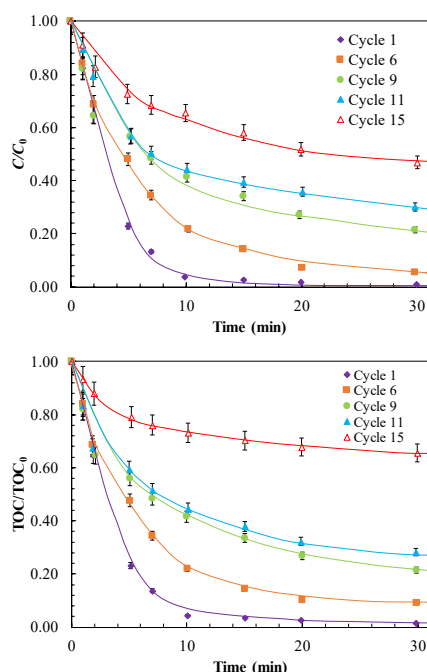 1.00
0.80
0.60
0.40
0.20
0.00
C/C0
Cycle 1
Cycle 6
Cycle 9
Cycle 11
Cycle 15
0
10
20
30
Time (min)
1.00
0.80
0.60
0.40
0.20
0.00
TOC/TOC0
Cycle 1
Cycle 6
Cycle 9
Cycle 11
Cycle 15
0
10
20
30
Time (min)